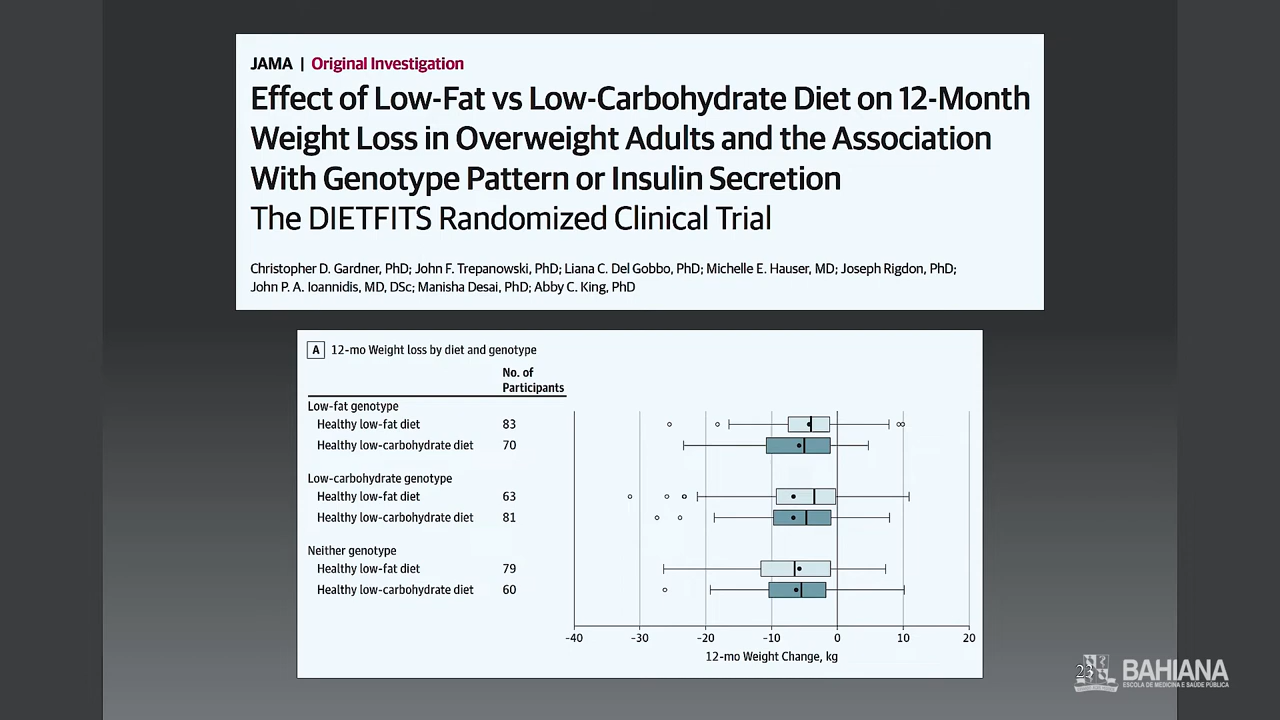 JAMA | Original Investigation
Effect of Low-Fat vs Low-Carbohydrate Diet on 12-Month
Weight Loss in Overweight Adults and the Association
With Genotype Pattern or Insulin Secretion
The DIETFITS Randomized Clinical Trial
Christopher D. Gardner, PhD; John F. Trepanowski, PhD; Liana C. Del Gobbo, PhD; Michelle E. Hauser, MD; Joseph Rigdon, PhD;
John P. A. Ioannidis, MD, DSc; Manisha Desai, PhD; Abby C. King, PhD
A 12-mo Weight loss by diet and genotype
No. of
Participants
Low-fat genotype
Healthy low-fat diet 83
Healthy low-carbohydrate diet 70
Low-carbohydrate genotype
Healthy low-fat diet 63
Healthy low-carbohydrate diet 81
Neither genotype
Healthy low-fat diet 79
Healthy low-carbohydrate diet 60
-40 -30 -20 -10 0 10 20
12-mo Weight Change, kg
23
BAHIANA
ESCOLA DE MEDICINA E SAÚDE PÚBLICA